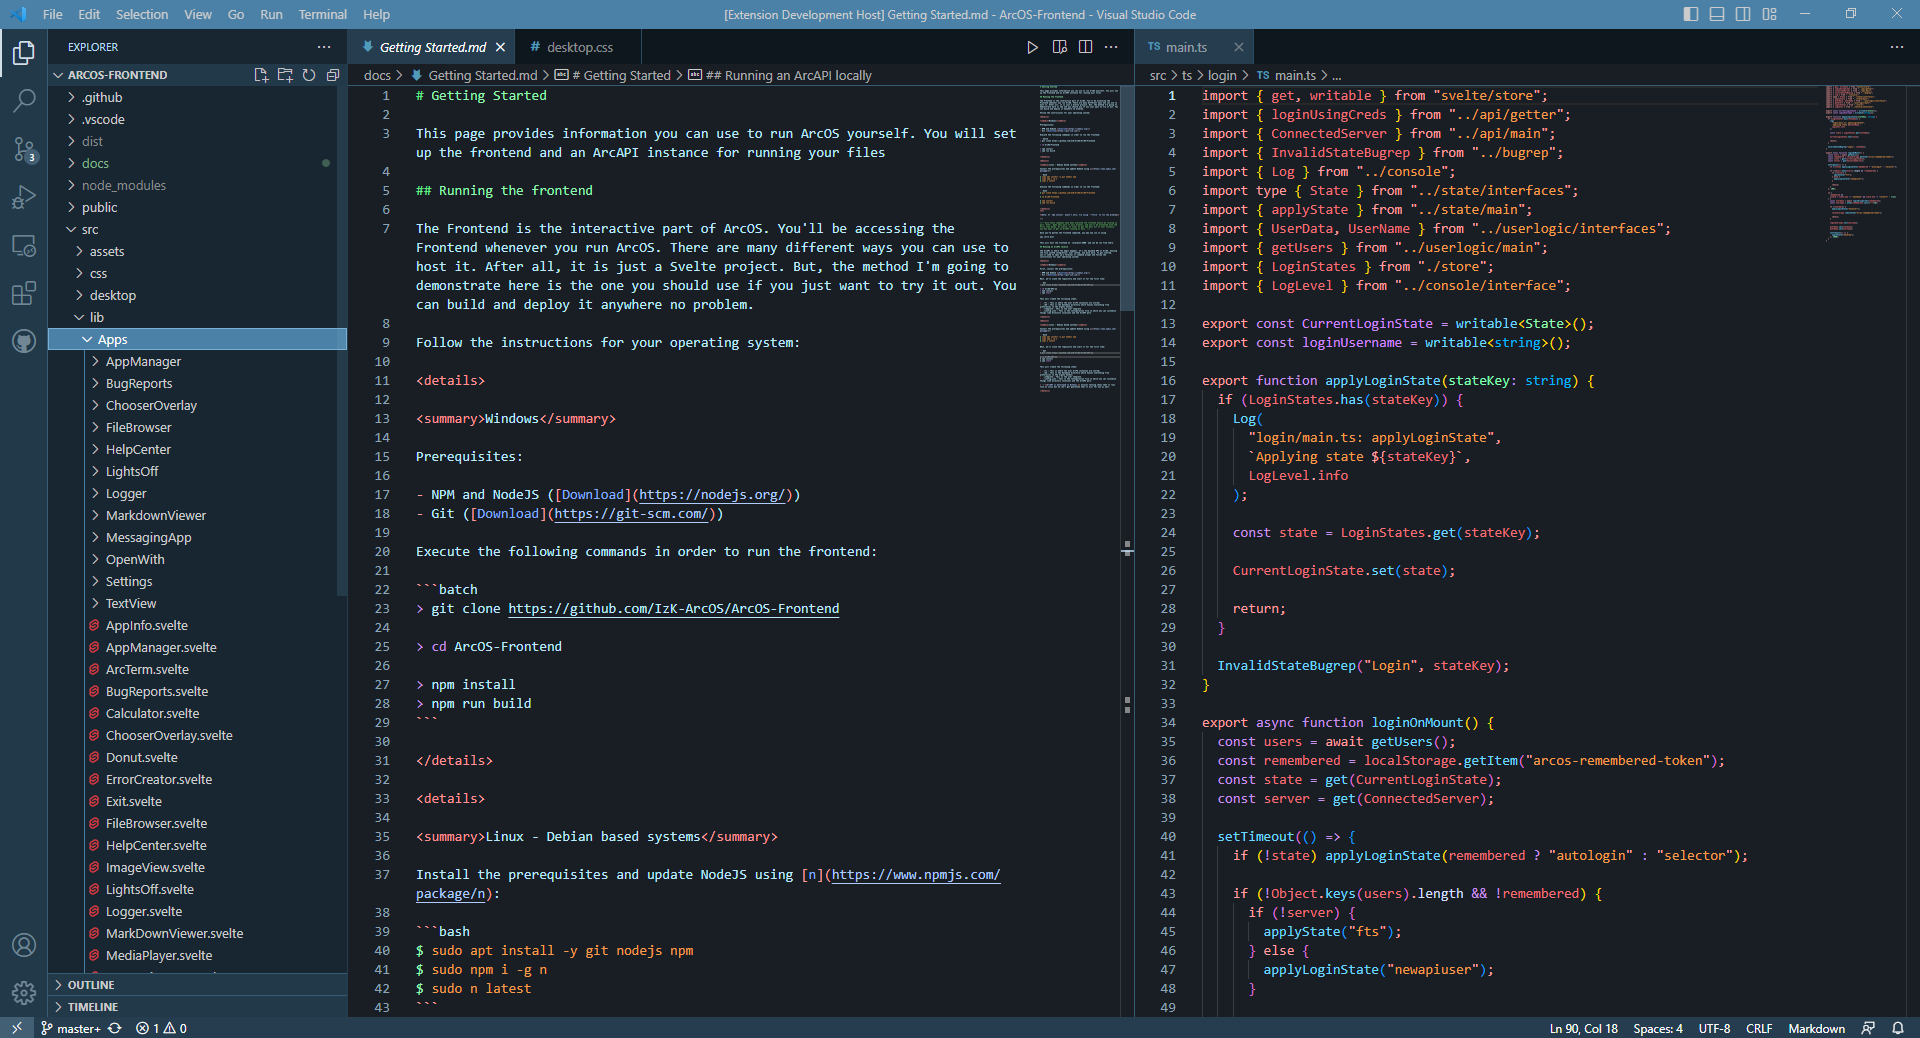 File Edit Selection View Go Run Terminal Help
[Extension Development Host] Getting Started.md - ArcOS-Frontend - Visual Studio Code
EXPLORER
ARCOS-FRONTEND
.github
.vscode
dist
docs
node_modules
public
src
assets
css
desktop
lib
Apps
AppManager
BugReports
ChooserOverlay
FileBrowser
HelpCenter
LightsOff
Logger
MarkdownViewer
MessagingApp
OpenWith
Settings
TextView
AppInfo.svelte
AppManager.svelte
ArcTerm.svelte
BugReports.svelte
Calculator.svelte
ChooserOverlay.svelte
Donut.svelte
ErrorCreator.svelte
Exit.svelte
FileBrowser.svelte
HelpCenter.svelte
ImageView.svelte
LightsOff.svelte
Logger.svelte
MarkDownViewer.svelte
MediaPlayer.svelte
OUTLINE
TIMELINE
3
Getting Started.md
# desktop.css
docs > Getting Started.md > # Getting Started > ## Running an ArcAPI locally
1 # Getting Started
2
3 This page provides information you can use to run ArcOS yourself. You will set
up the frontend and an ArcAPI instance for running your files
4
5 ## Running the frontend
6
7 The Frontend is the interactive part of ArcOS. You'll be accessing the
Frontend whenever you run ArcOS. There are many different ways you can use to
host it. After all, it is just a Svelte project. But, the method I'm going to
demonstrate here is the one you should use if you just want to try it out. You
can build and deploy it anywhere no problem.
8
9 Follow the instructions for your operating system:
10
11 <details>
12
13 <summary>Windows</summary>
14
15 Prerequisites:
16
17 - NPM and NodeJS ([Download](https://nodejs.org/))
18 - Git ([Download](https://git-scm.com/))
19
20 Execute the following commands in order to run the frontend:
21
22 ```batch
23 > git clone https://github.com/IzK-ArcOS/ArcOS-Frontend
24
25 > cd ArcOS-Frontend
26
27 > npm install
28 > npm run build
29 ```
30
31 </details>
32
33 <details>
34
35 <summary>Linux - Debian based systems</summary>
36
37 Install the prerequisites and update NodeJS using [n](https://www.npmjs.com/
package/n):
38
39 ```bash
40 $ sudo apt install -y git nodejs npm
41 $ sudo npm i -g n
42 $ sudo n latest
43 ```
TS main.ts
src > ts > login > TS main.ts > ...
1 import { get, writable } from "svelte/store";
2 import { loginUsingCreds } from "../api/getter";
3 import { ConnectedServer } from "../api/main";
4 import { InvalidStateBugrep } from "../bugrep";
5 import { Log } from "../console";
6 import type { State } from "../state/interfaces";
7 import { applyState } from "../state/main";
8 import { UserData, UserName } from "../userlogic/interfaces";
9 import { getUsers } from "../userlogic/main";
10 import { LoginStates } from "./store";
11 import { LogLevel } from "../console/interface";
12
13 export const CurrentLoginState = writable<State>();
14 export const loginUsername = writable<string>();
15
16 export function applyLoginState(stateKey: string) {
17 if (LoginStates.has(stateKey)) {
18 Log(
19 "login/main.ts: applyLoginState",
20 `Applying state ${stateKey}`,
21 LogLevel.info
22 );
23
24 const state = LoginStates.get(stateKey);
25
26 CurrentLoginState.set(state);
27
28 return;
29 }
30
31 InvalidStateBugrep("Login", stateKey);
32 }
33
34 export async function loginOnMount() {
35 const users = await getUsers();
36 const remembered = localStorage.getItem("arcos-remembered-token");
37 const state = get(CurrentLoginState);
38 const server = get(ConnectedServer);
39
40 setTimeout(() => {
41 if (!state) applyLoginState(remembered ? "autologin" : "selector");
42
43 if (!Object.keys(users).length && !remembered) {
44 if (!server) {
45 applyState("fts");
46 } else {
47 applyLoginState("newapiuser");
48 }
49
master+ 1 0
Ln 90, Col 18 Spaces: 4 UTF-8 CRLF Markdown